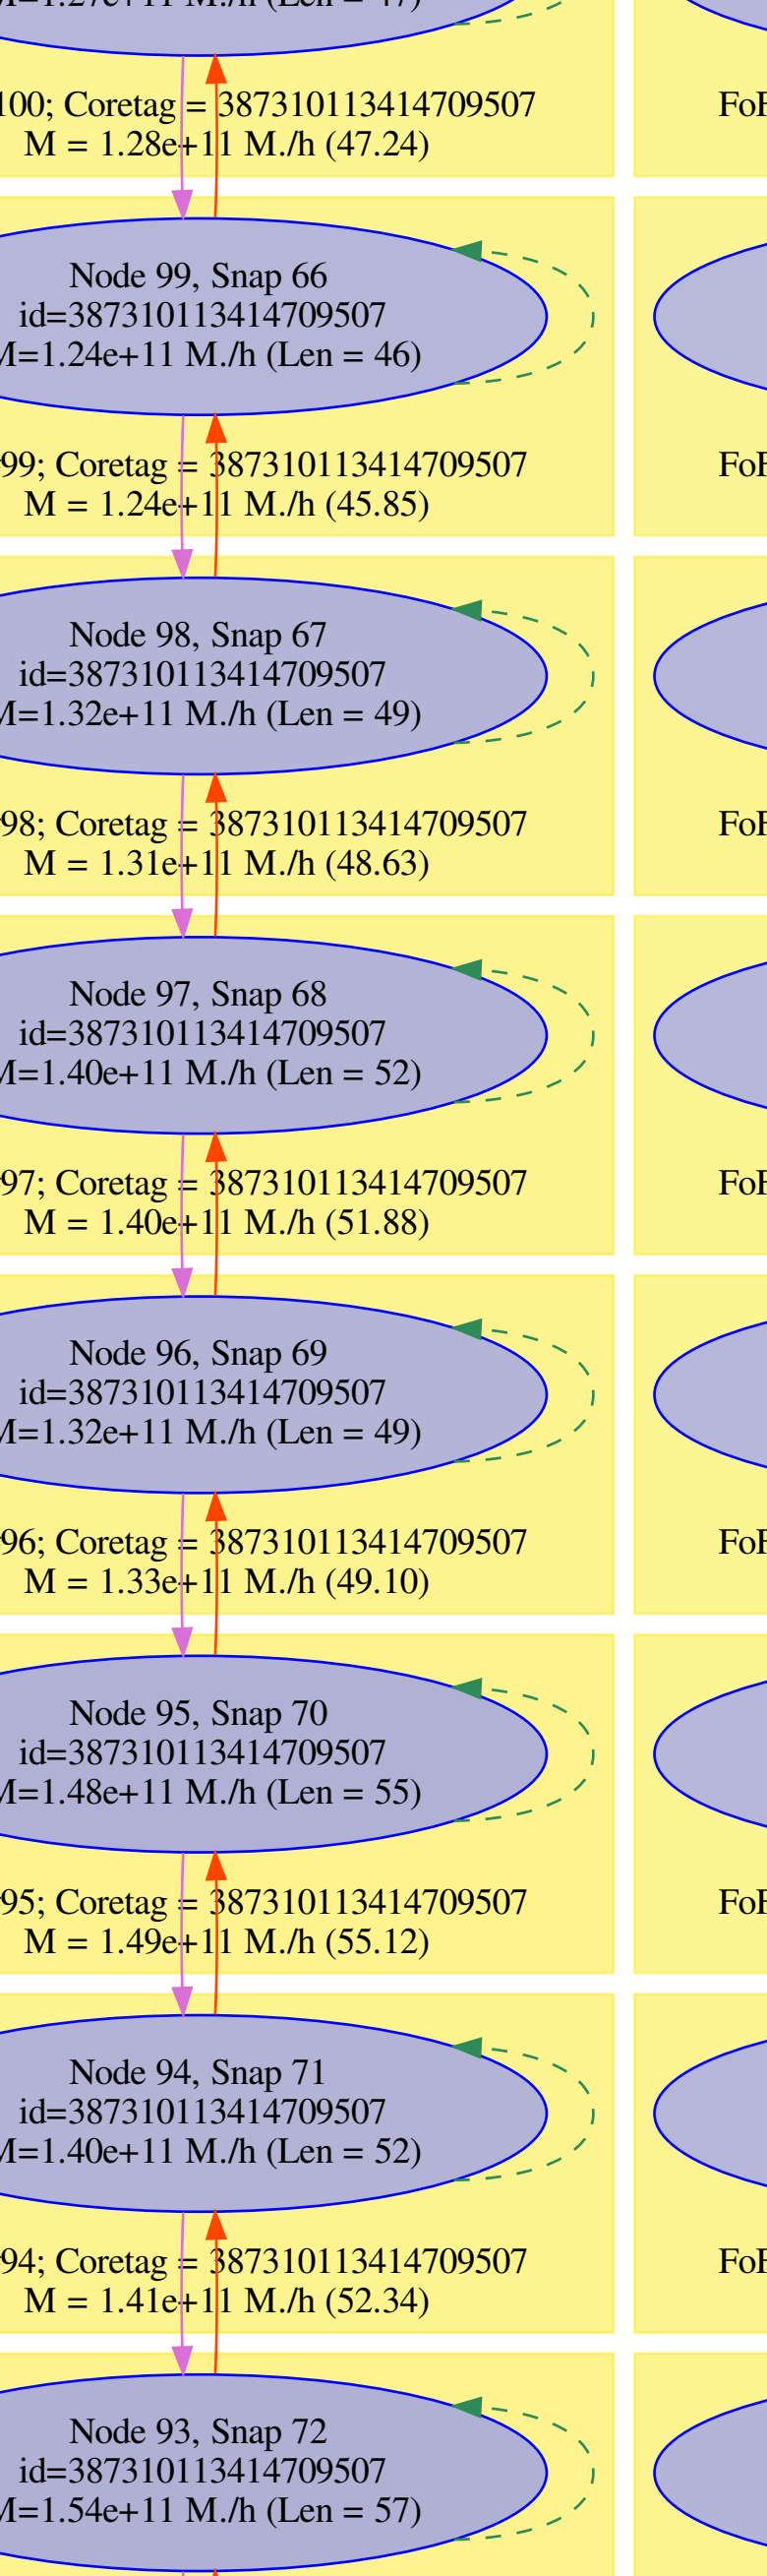 M=1.27e+11 M./h (Len = 47)
100; Coretag = 387310113414709507
M = 1.28e+11 M./h (47.24)
FoF
Node 99, Snap 66
id=387310113414709507
M=1.24e+11 M./h (Len = 46)
99; Coretag = 387310113414709507
M = 1.24e+11 M./h (45.85)
FoF
Node 98, Snap 67
id=387310113414709507
M=1.32e+11 M./h (Len = 49)
98; Coretag = 387310113414709507
M = 1.31e+11 M./h (48.63)
FoF
Node 97, Snap 68
id=387310113414709507
M=1.40e+11 M./h (Len = 52)
97; Coretag = 387310113414709507
M = 1.40e+11 M./h (51.88)
FoF
Node 96, Snap 69
id=387310113414709507
M=1.32e+11 M./h (Len = 49)
96; Coretag = 387310113414709507
M = 1.33e+11 M./h (49.10)
FoF
Node 95, Snap 70
id=387310113414709507
M=1.48e+11 M./h (Len = 55)
95; Coretag = 387310113414709507
M = 1.49e+11 M./h (55.12)
FoF
Node 94, Snap 71
id=387310113414709507
M=1.40e+11 M./h (Len = 52)
94; Coretag = 387310113414709507
M = 1.41e+11 M./h (52.34)
FoF
Node 93, Snap 72
id=387310113414709507
M=1.54e+11 M./h (Len = 57)